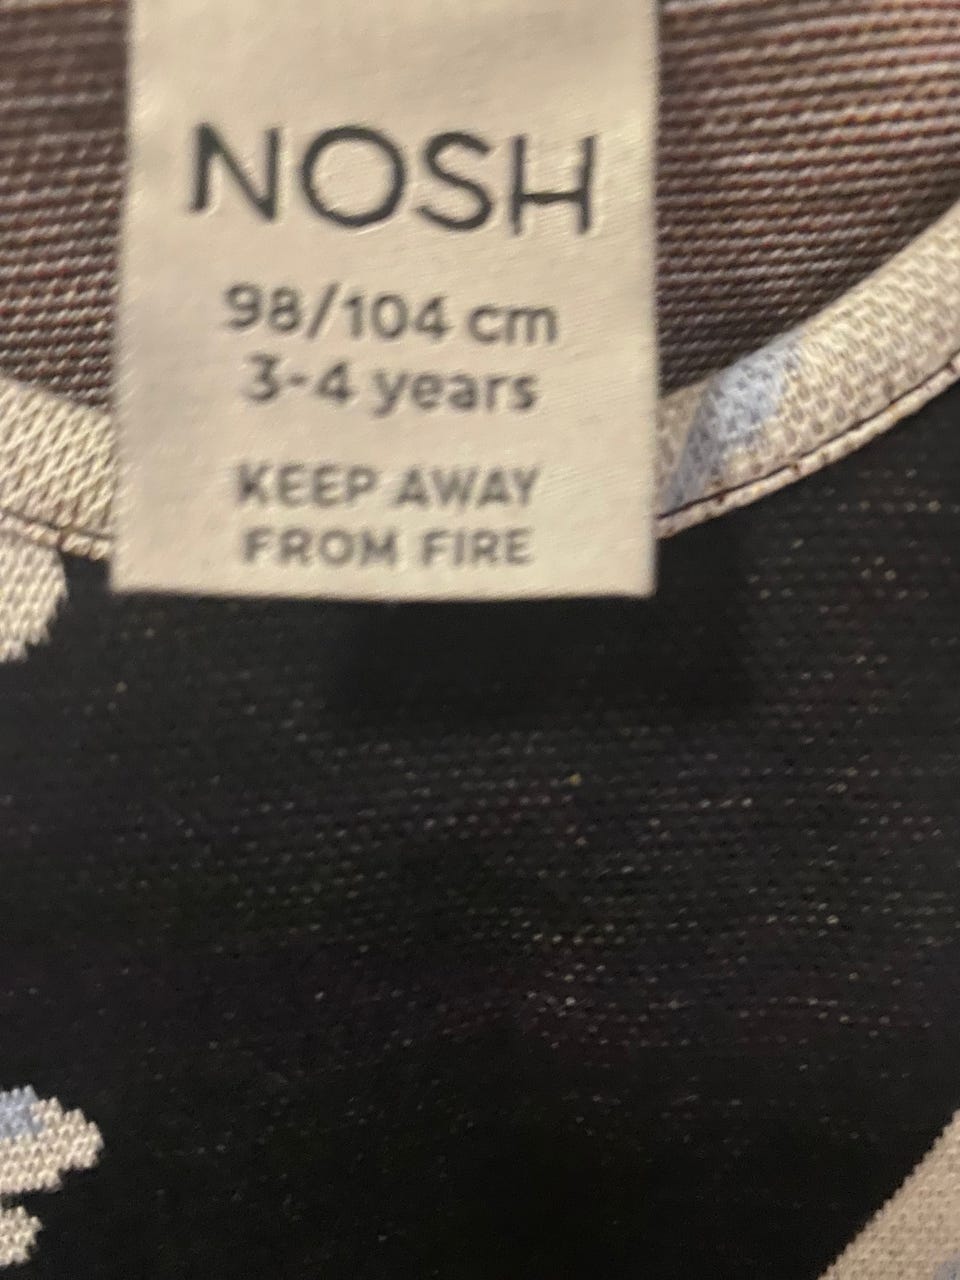 NOSH
98/104 cm
3-4 years
KEEP AWAY
FROM FIRE